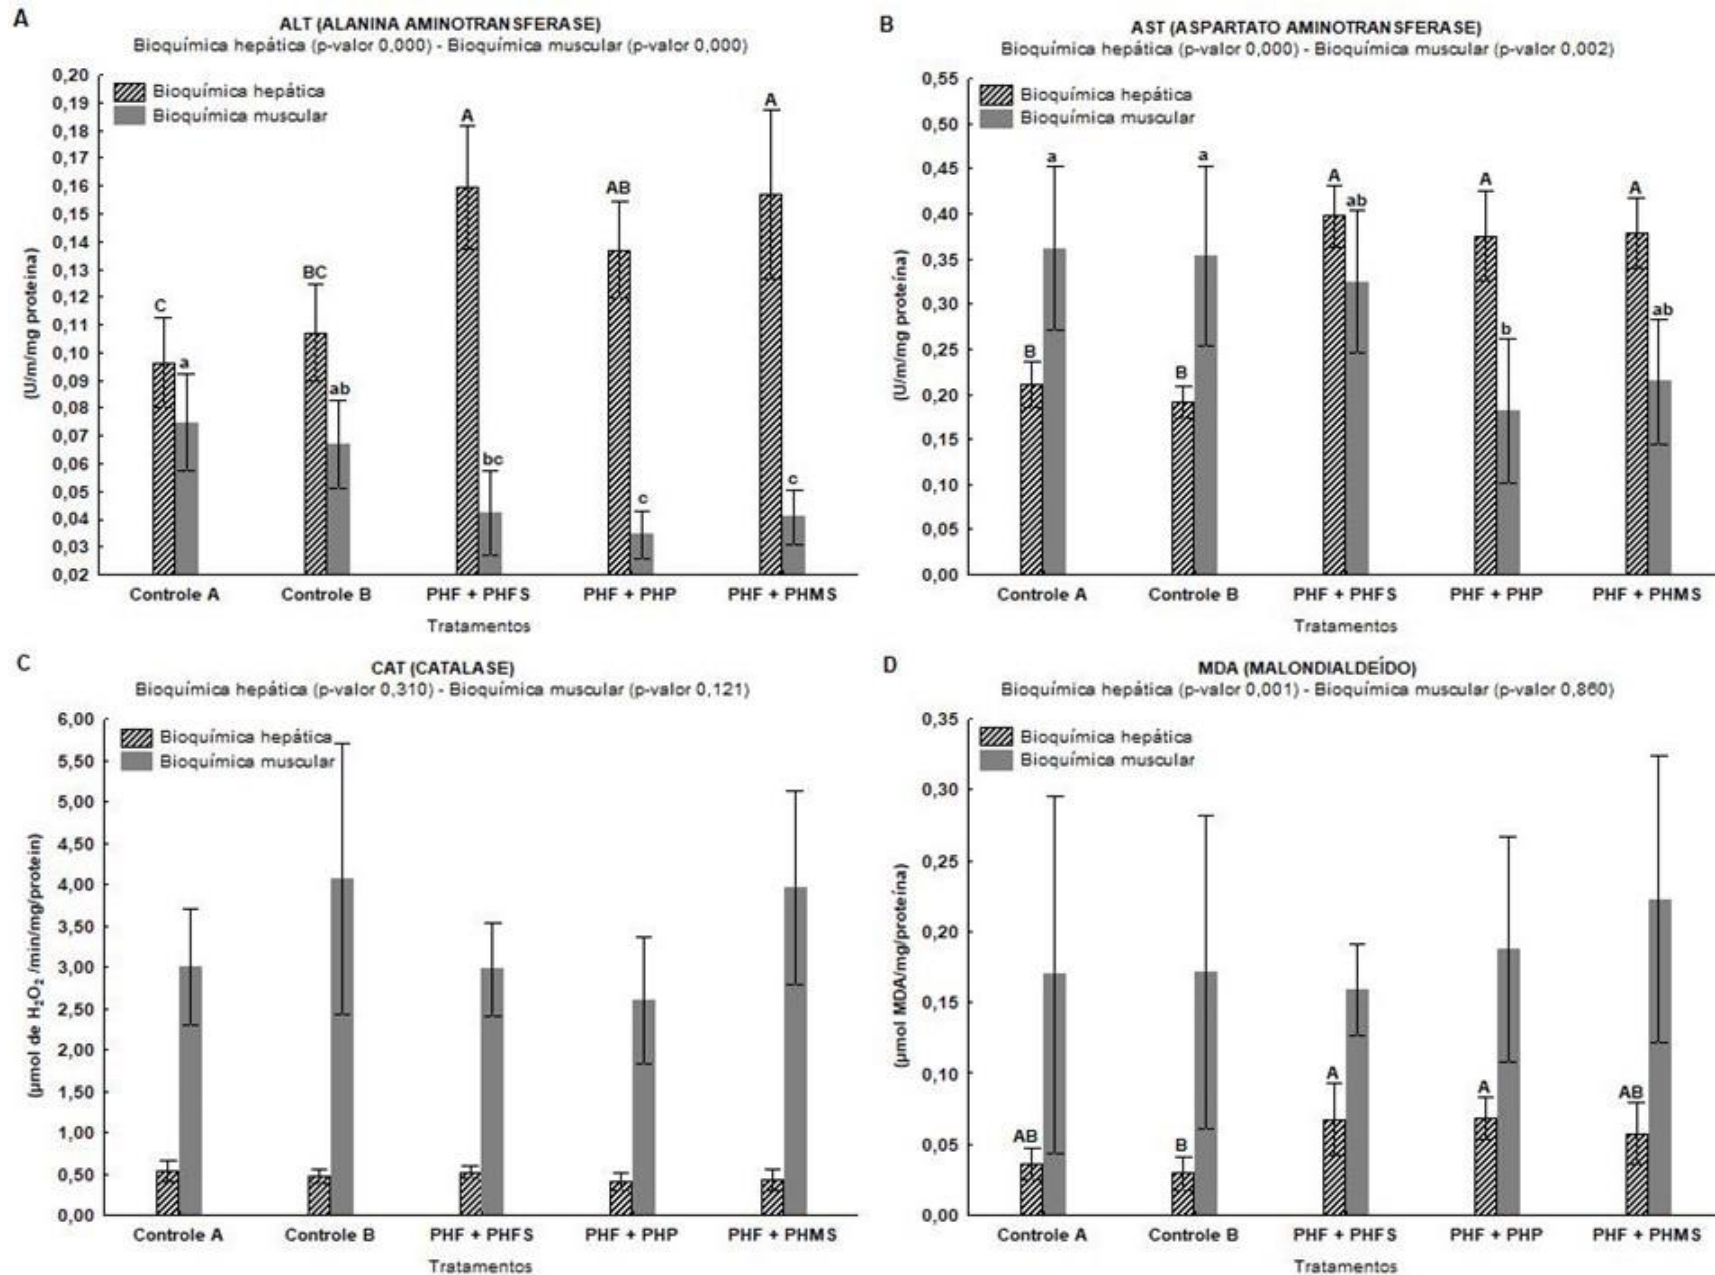 A
ALT (ALANINA AMINOTRANSFERASE)
Bioquímica hepática (p-valor 0,000) - Bioquímica muscular (p-valor 0,000)
Bioquímica hepática
Bioquímica muscular
(U/m/mg proteína)
0,20
0,19
0,18
0,17
0,16
0,15
0,14
0,13
0,12
0,11
0,10
0,09
0,08
0,07
0,06
0,05
0,04
0,03
0,02
C
a
BC
ab
A
bc
AB
c
A
c
Controle A
Controle B
PHF + PHFS
PHF + PHP
PHF + PHMS
Tratamentos
B
AST (ASPARTATO AMINOTRANSFERASE)
Bioquímica hepática (p-valor 0,000) - Bioquímica muscular (p-valor 0,002)
Bioquímica hepática
Bioquímica muscular
(U/m/mg proteína)
0,55
0,50
0,45
0,40
0,35
0,30
0,25
0,20
0,15
0,10
0,05
0,00
B
a
B
a
A
ab
A
b
A
ab
Controle A
Controle B
PHF + PHFS
PHF + PHP
PHF + PHMS
Tratamentos
C
CAT (CATALASE)
Bioquímica hepática (p-valor 0,310) - Bioquímica muscular (p-valor 0,121)
Bioquímica hepática
Bioquímica muscular
(µmol de H₂O₂ /min/mg/protein)
6,00
5,50
5,00
4,50
4,00
3,50
3,00
2,50
2,00
1,50
1,00
0,50
0,00
Controle A
Controle B
PHF + PHFS
PHF + PHP
PHF + PHMS
Tratamentos
D
MDA (MALONDIALDEÍDO)
Bioquímica hepática (p-valor 0,001) - Bioquímica muscular (p-valor 0,860)
Bioquímica hepática
Bioquímica muscular
(µmol MDA/mg/proteína)
0,35
0,30
0,25
0,20
0,15
0,10
0,05
0,00
AB
B
A
A
AB
Controle A
Controle B
PHF + PHFS
PHF + PHP
PHF + PHMS
Tratamentos